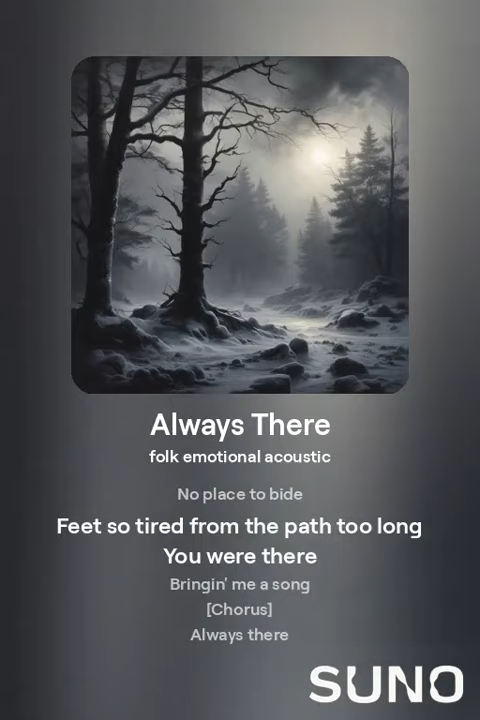 Always There
folk emotional acoustic
No place to bide
Feet so tired from the path too long
You were there
Bringin' me a song
[Chorus]
Always there
SUNO